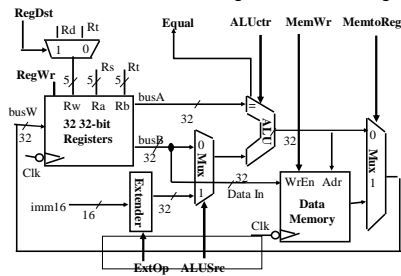 RegDst
Rd Rt
1 0
Equal
ALUctr
MemWr
MemtoReg
RegWr
5 5 Rs 5 Rt
busW
32
Rw Ra Rb
32 32-bit
Registers
Clk
busA
32
busB
32
=
ALU
32
0
Mux
1
32
Data In
WrEn Adr
Data
Memory
Clk
0
Mux
1
imm16
16
Extender
32
ExtOp ALUSrc